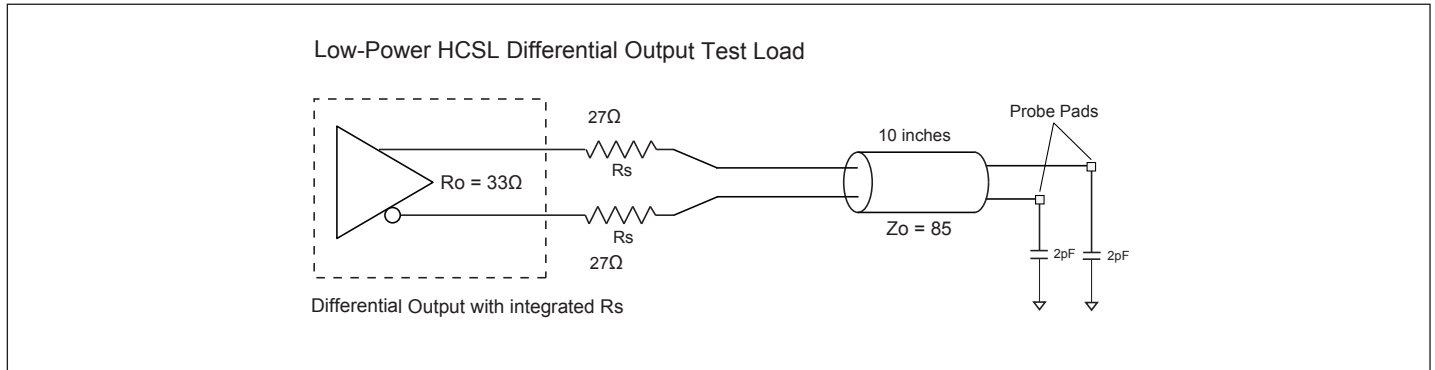 Low-Power HCSL Differential Output Test Load
Probe Pads
27Ω
10 inches
Rs
Ro = 33Ω
Zo = 85
Rs
27Ω
2pF
2pF
Differential Output with integrated Rs